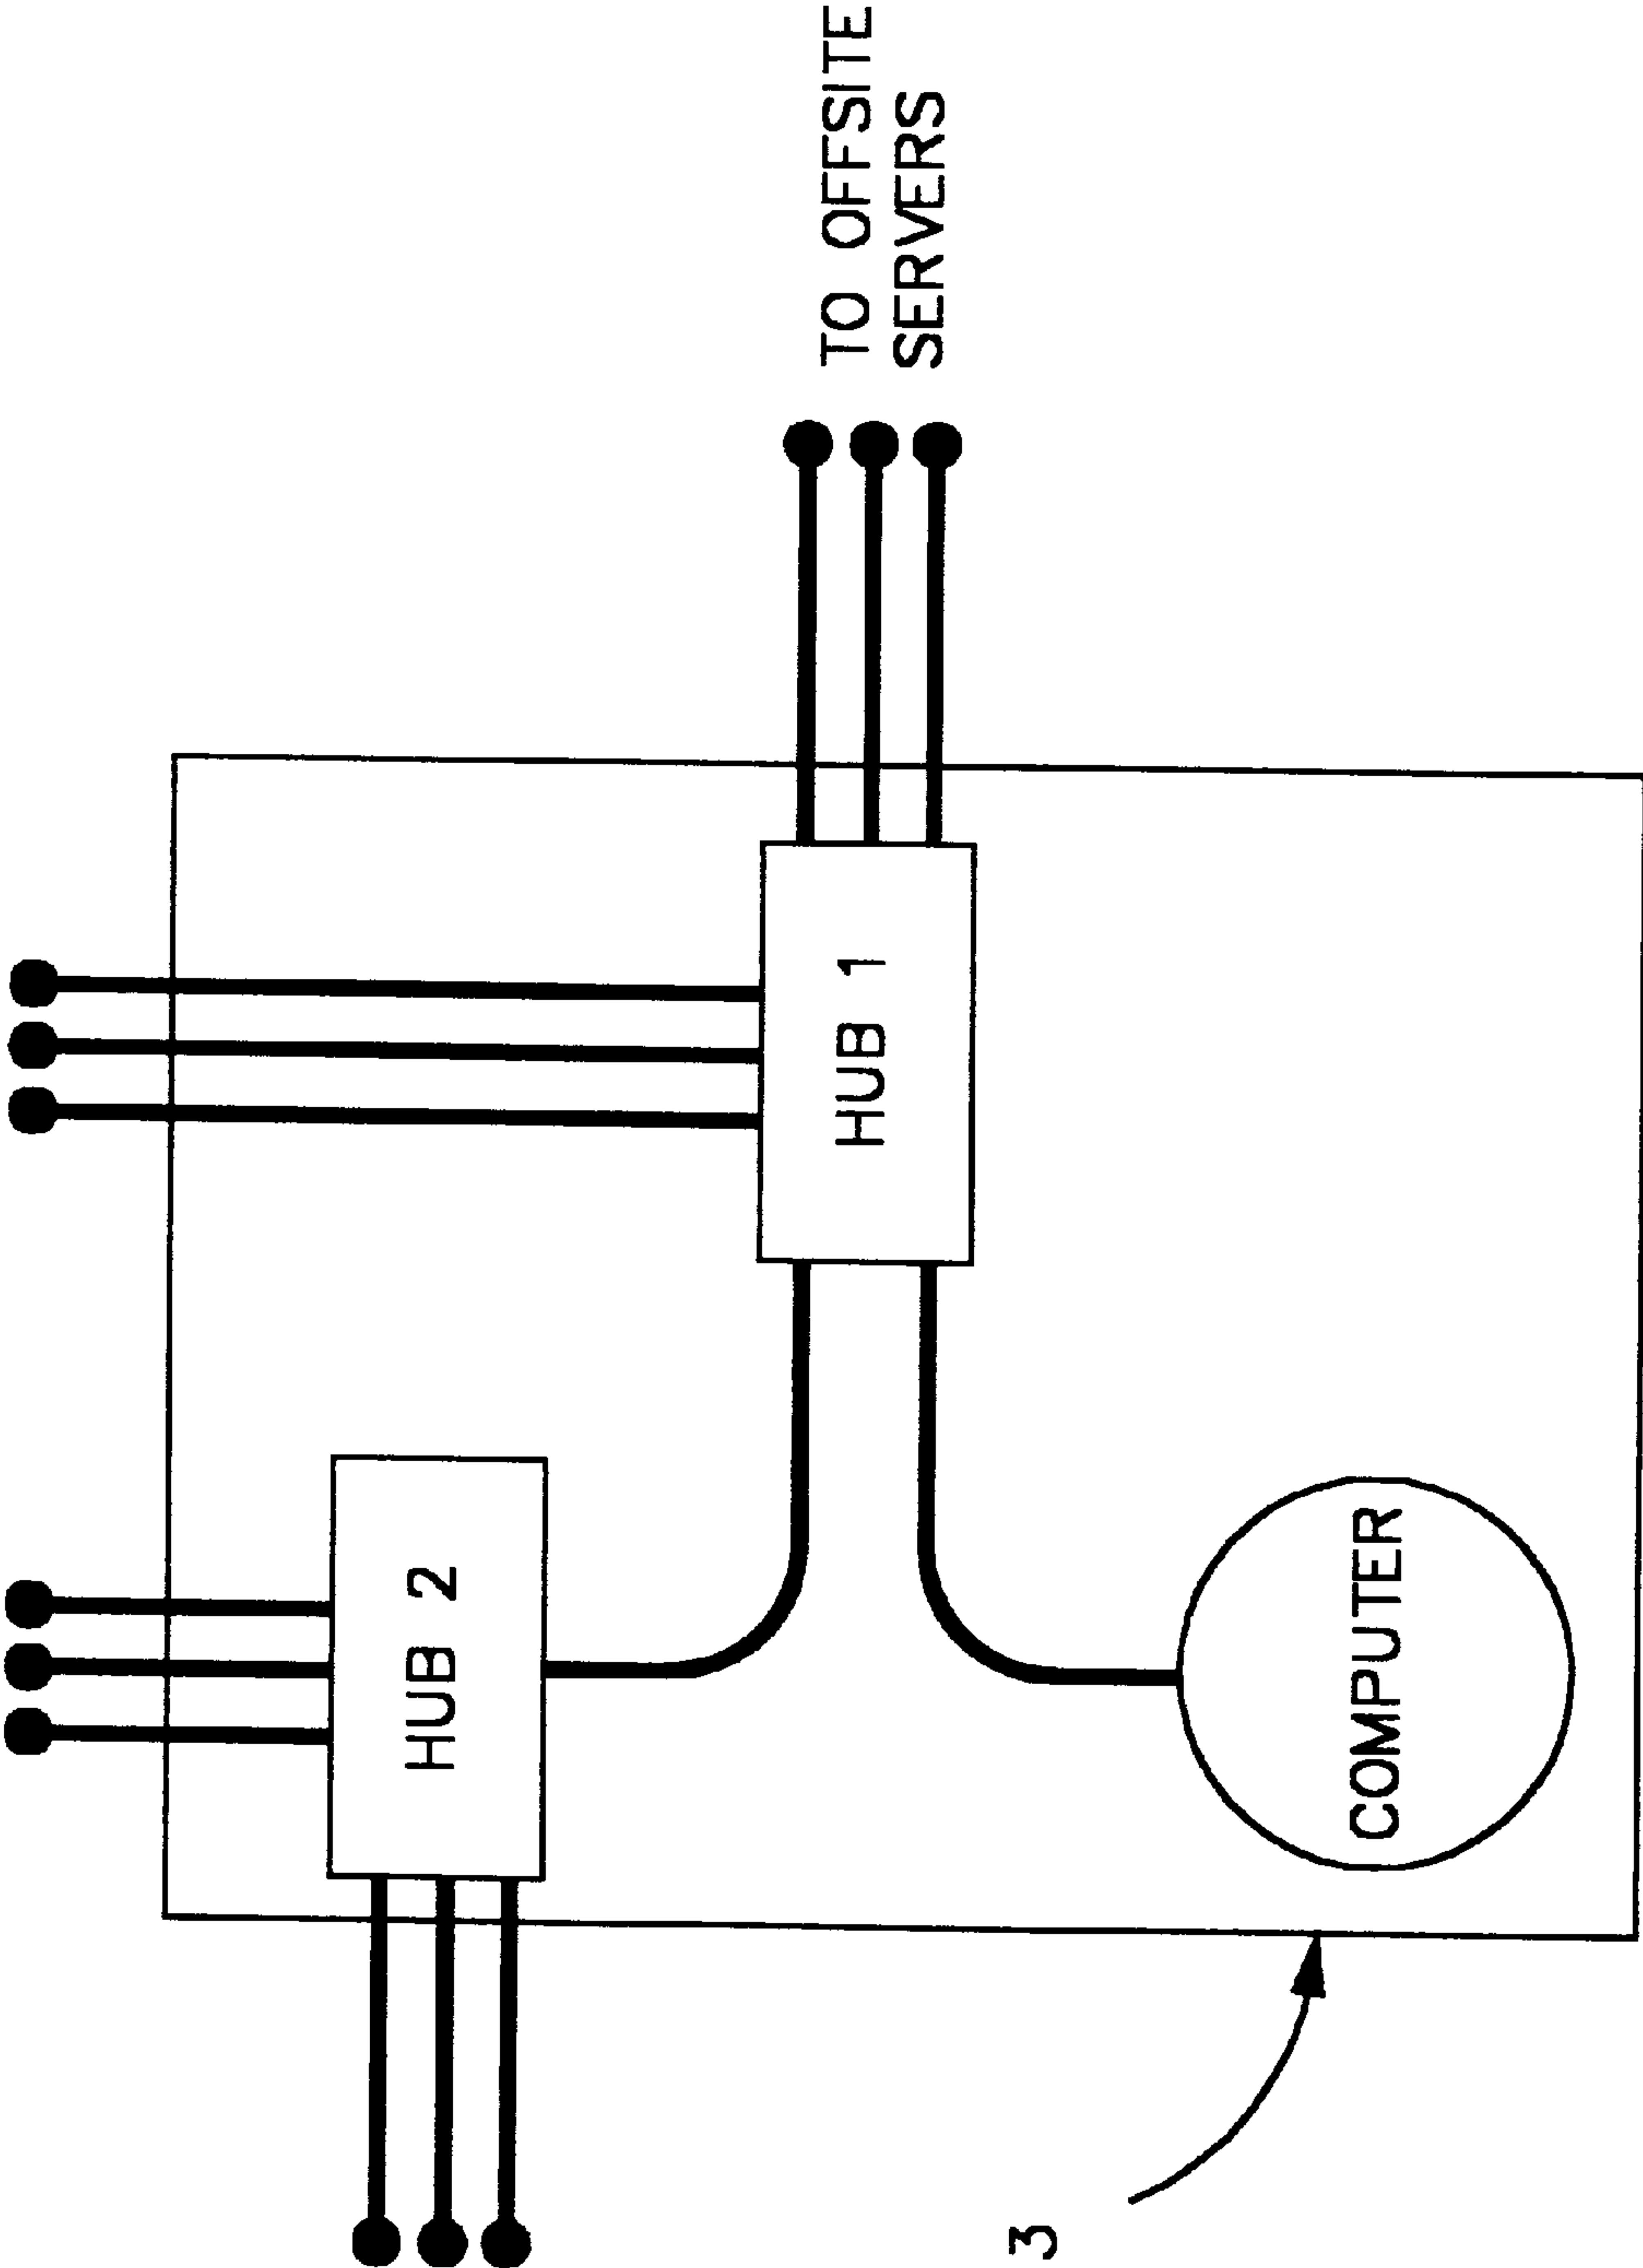 TO OFFSITE
SERVERS
HUB 1
HUB 2
COMPUTER
3